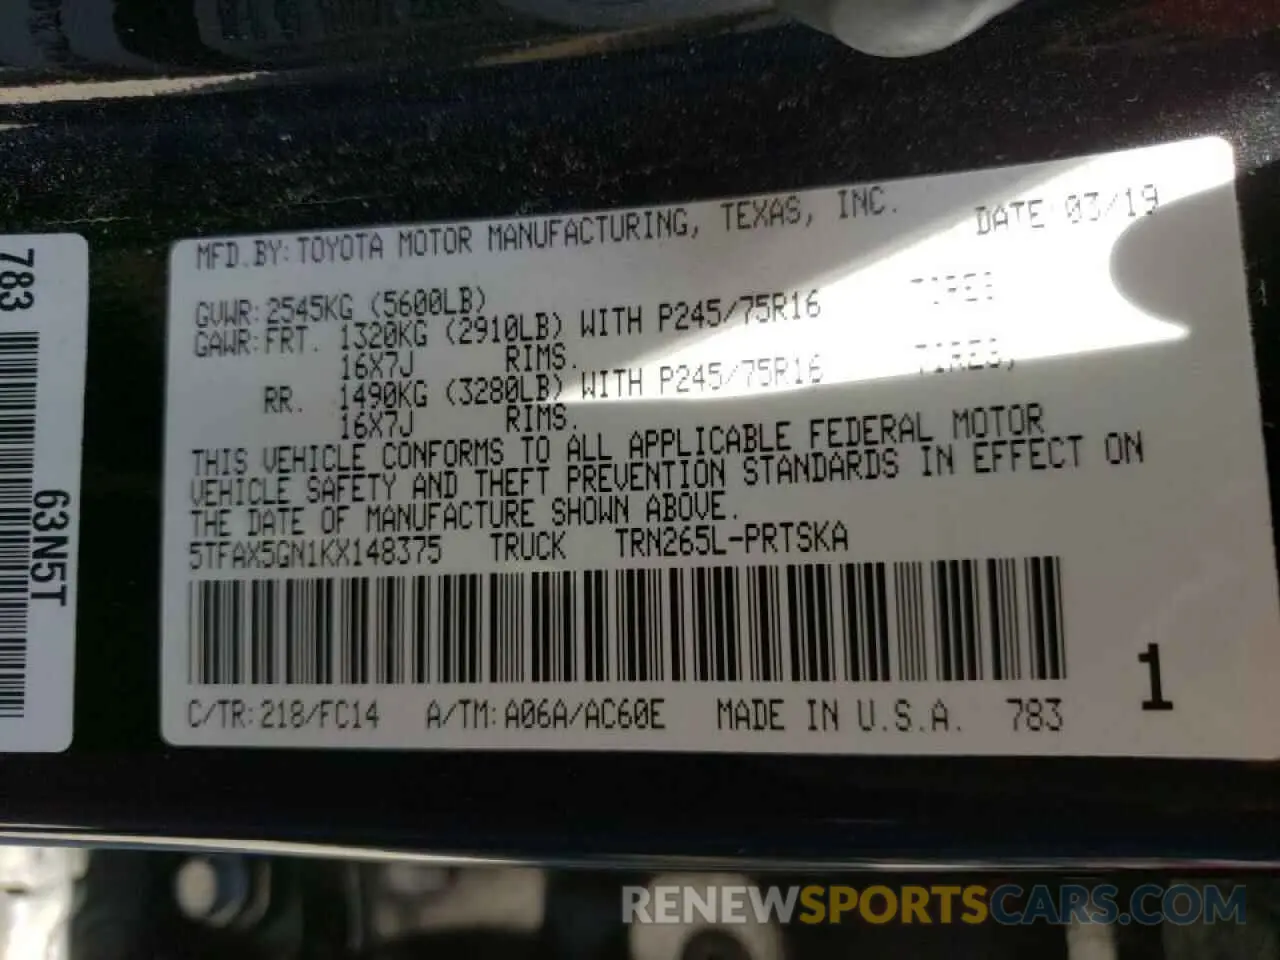 MFD.BY:TOYOTA MOTOR MANUFACTURING, TEXAS, INC. DATE:03/19
GVWR:2545KG (5600LB)
GAWR:FRT. 1320KG (2910LB) WITH P245/75R16 TIRES
16X7J RIMS.
RR. 1490KG (3280LB) WITH P245/75R16 TIRES,
16X7J RIMS.
THIS VEHICLE CONFORMS TO ALL APPLICABLE FEDERAL MOTOR
VEHICLE SAFETY AND THEFT PREVENTION STANDARDS IN EFFECT ON
THE DATE OF MANUFACTURE SHOWN ABOVE.
5TFAX5GN1KX148375 TRUCK TRN265L-PRTSKA
C/TR:218/FC14 A/TM:A06A/AC60E MADE IN U.S.A. 783
1
783
63N5T
RENEWSPORTSCARS.COM